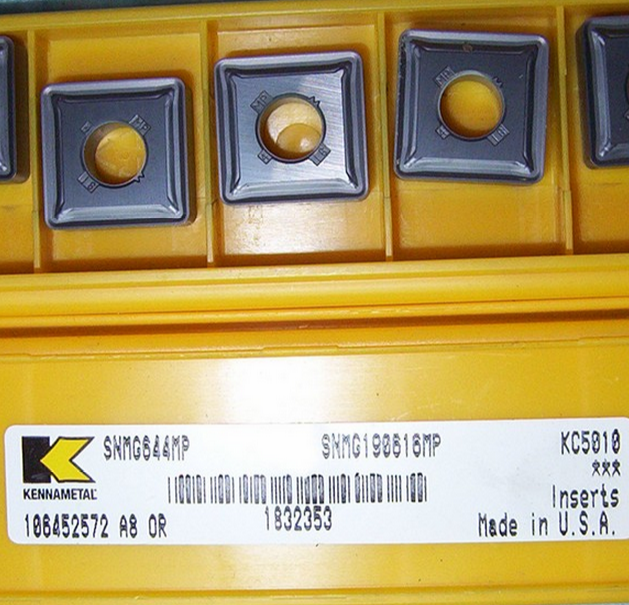 SNMG644MP SNMG190616MP KC5010
***
KENNAMETAL
Inserts
106452572 A8 OR 1832353 Made in U.S.A.